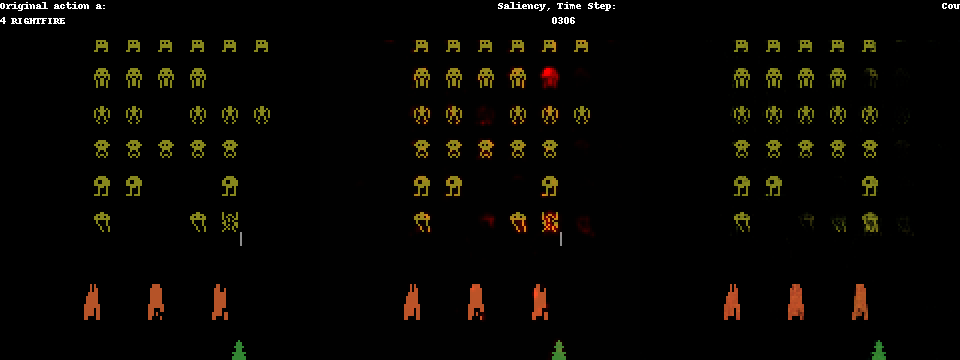 Original action a:
4 RIGHTFIRE
Saliency, Time Step:
0306
Cou